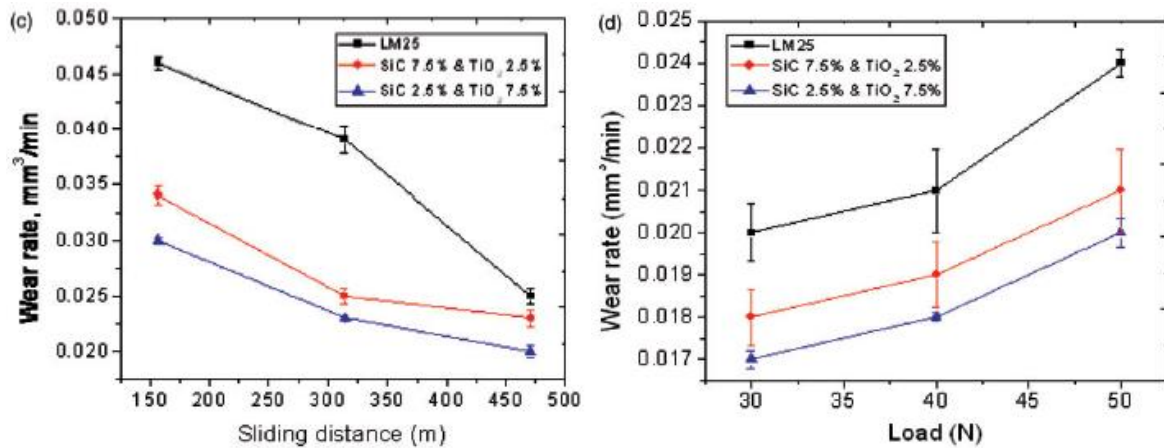 (c)
Wear rate, mm³/min
0.050
0.045
0.040
0.035
0.030
0.025
0.020
LM25
SiC 7.5% & TiO₂ 2.5%
SiC 2.5% & TiO₂ 7.5%
150 200 250 300 350 400 450 500
Sliding distance (m)
(d)
Wear rate (mm³/min)
0.025
0.024
0.023
0.022
0.021
0.020
0.019
0.018
0.017
LM25
SiC 7.5% & TiO₂ 2.5%
SiC 2.5% & TiO₂ 7.5%
30 40 50
Load (N)